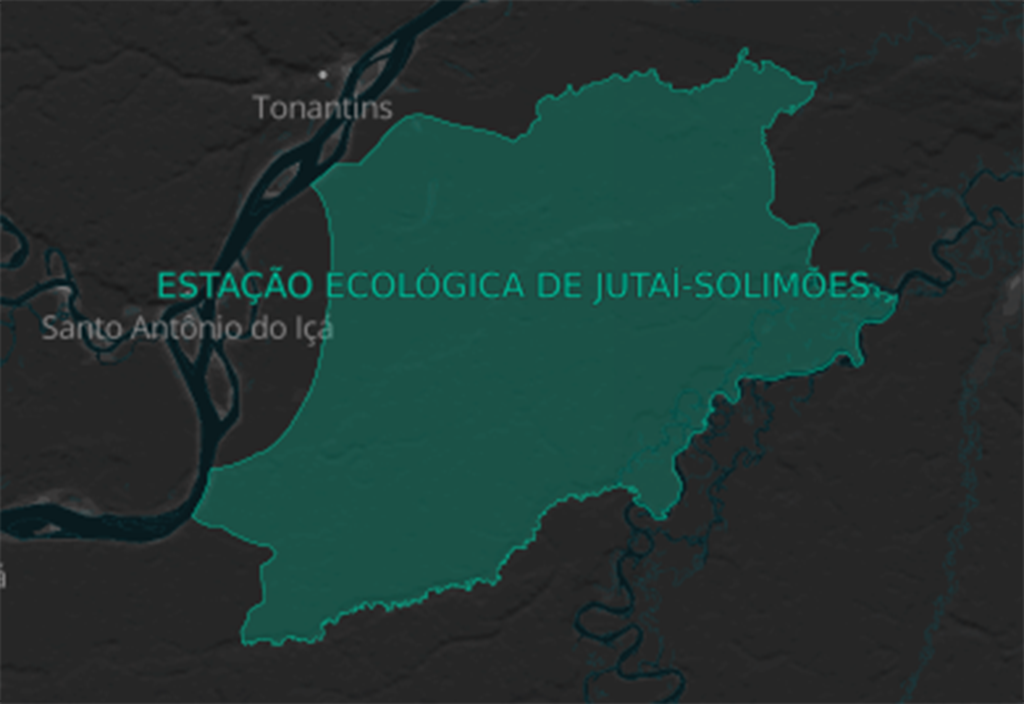 Tonantins
ESTAÇÃO ECOLÓGICA DE JUTAÍ-SOLIMÕES
Santo Antônio do Içá
á